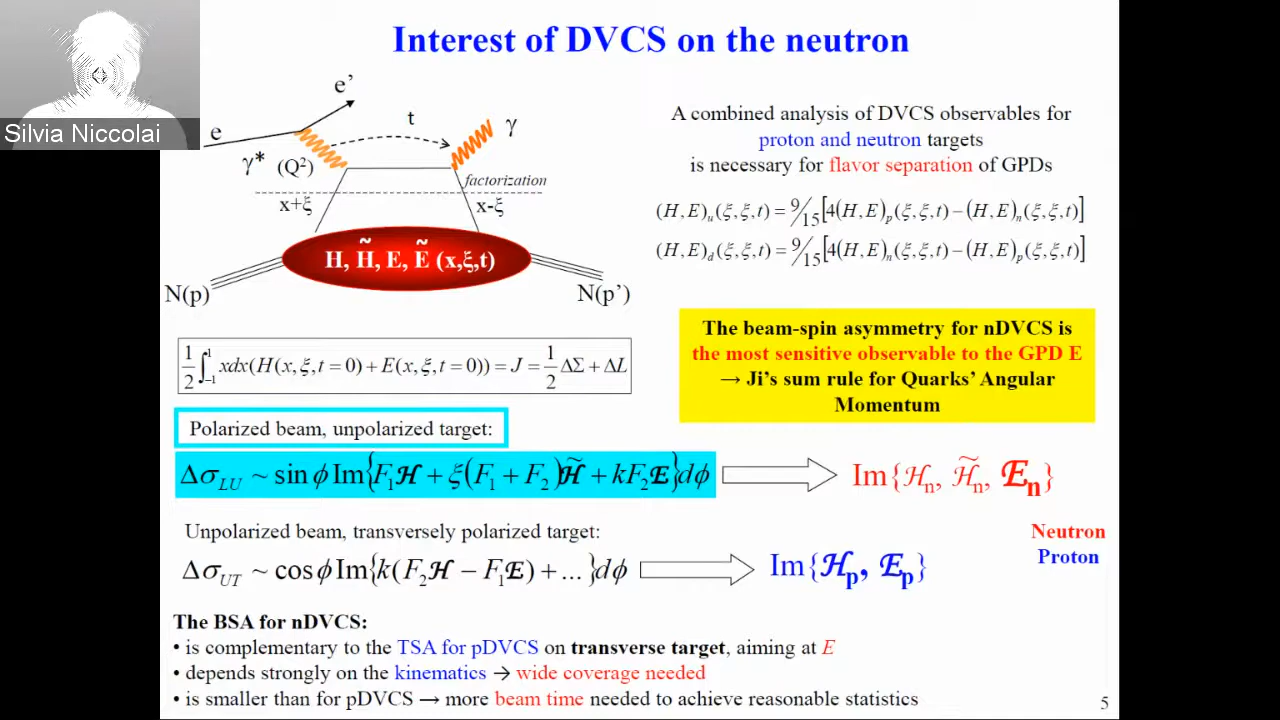 Interest of DVCS on the neutron
Silvia Niccolai
e
e’
t
γ
γ* (Q²)
factorization
x+ξ
x-ξ
H, H̃, E, Ẽ (x,ξ,t)
N(p)
N(p’)
A combined analysis of DVCS observables for
proton and neutron targets
is necessary for flavor separation of GPDs
(H,E)ᵤ(ξ,ξ,t) = 9/15[4(H,E)ₚ(ξ,ξ,t) − (H,E)ₙ(ξ,ξ,t)]
(H,E)_d(ξ,ξ,t) = 9/15[4(H,E)ₙ(ξ,ξ,t) − (H,E)ₚ(ξ,ξ,t)]
The beam-spin asymmetry for nDVCS is
the most sensitive observable to the GPD E
→ Ji’s sum rule for Quarks’ Angular
Momentum
1/2 ∫₋₁¹ xdx(H(x,ξ,t=0)+E(x,ξ,t=0)) = J = 1/2 ΔΣ + ΔL
Polarized beam, unpolarized target:
Δσ_LU ~ sinϕ Im{F₁ℋ + ξ(F₁+F₂)ℋ̃ + kF₂ℰ}dϕ
Im{ℋₙ, ℋ̃ₙ, ℰₙ}
Unpolarized beam, transversely polarized target:
Δσ_UT ~ cosϕ Im{k(F₂ℋ − F₁ℰ) + ...}dϕ
Im{ℋₚ, ℰₚ}
Neutron
Proton
The BSA for nDVCS:
• is complementary to the TSA for pDVCS on transverse target, aiming at E
• depends strongly on the kinematics → wide coverage needed
• is smaller than for pDVCS → more beam time needed to achieve reasonable statistics
5